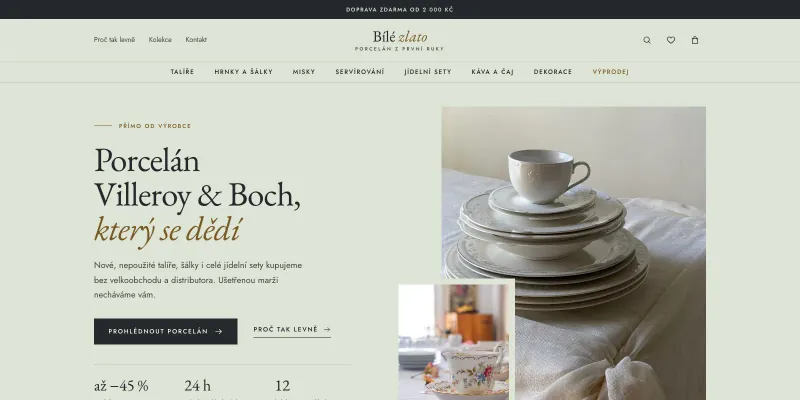 DOPRAVA ZDARMA OD 2 000 KČ
Proč tak levně Kolekce Kontakt
Bílé zlato
PORCELÁN Z PRVNÍ RUKY
TALÍŘE HRNKY & ŠÁLKY MISKY SERVÍROVÁNÍ JÍDELNÍ SETY KÁVA A ČAJ DEKORACE VÝPRODEJ
PŘÍMO OD VÝROBCE
Porcelán
Villeroy & Boch,
který se dědí
Nové, nepoužité talíře, šálky i celé jídelní sety kupujeme
bez velkoobchodu a distributora. Ušetřenou marži
necháváme vám.
PROHLÉDNOUT PORCELÁN →
PROČ TAK LEVNĚ →
až −45 % 24 h 12